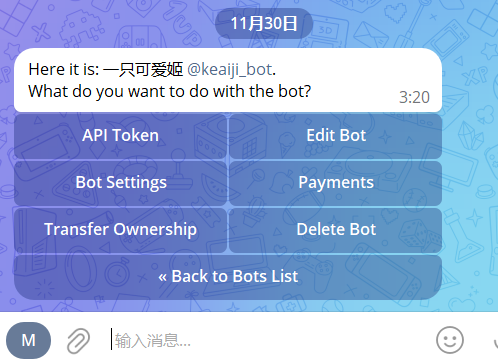 11月30日
Here it is: 一只可爱姬 @keaiji_bot.
What do you want to do with the bot?
3:20
API Token
Edit Bot
Bot Settings
Payments
Transfer Ownership
Delete Bot
« Back to Bots List
M
输入消息...